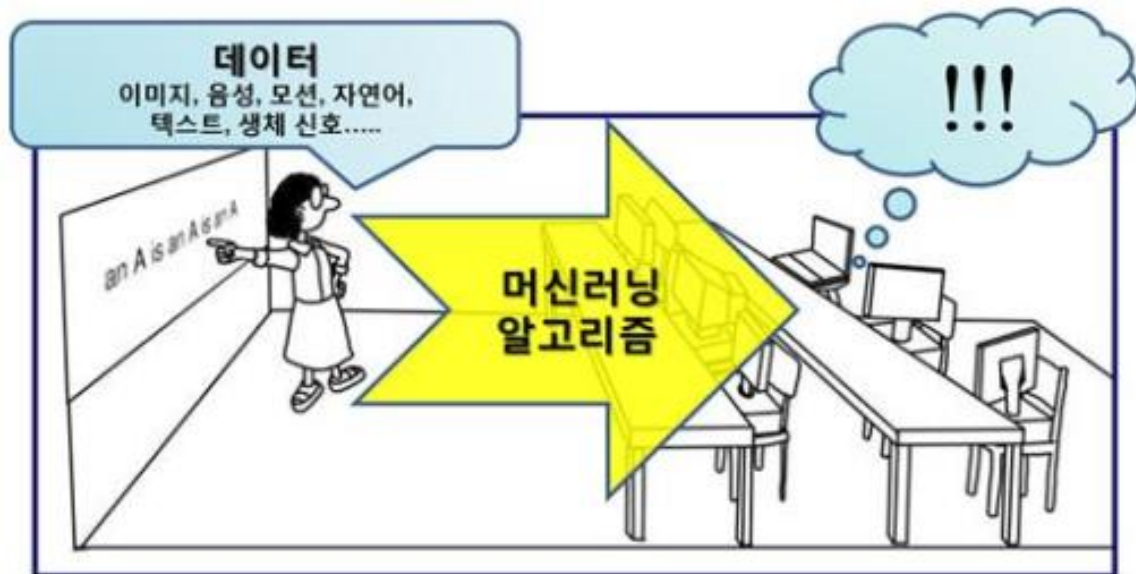 데이터
이미지, 음성, 모션, 자연어,
텍스트, 생체 신호.....
!!!
an A is an A is an A
머신러닝
알고리즘